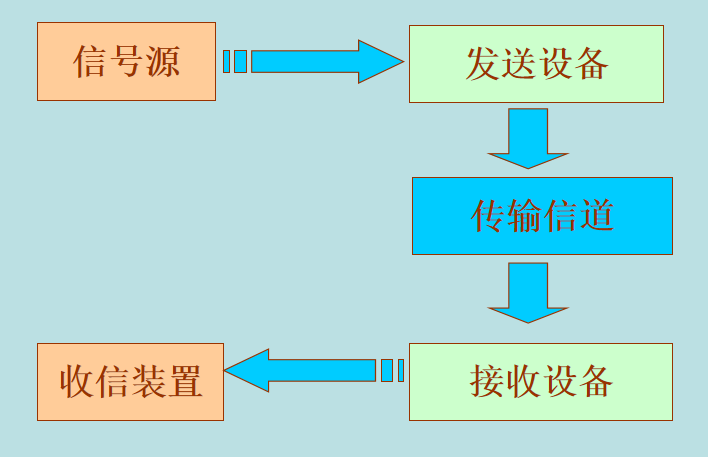 信号源
发送设备
传输信道
接收设备
收信装置